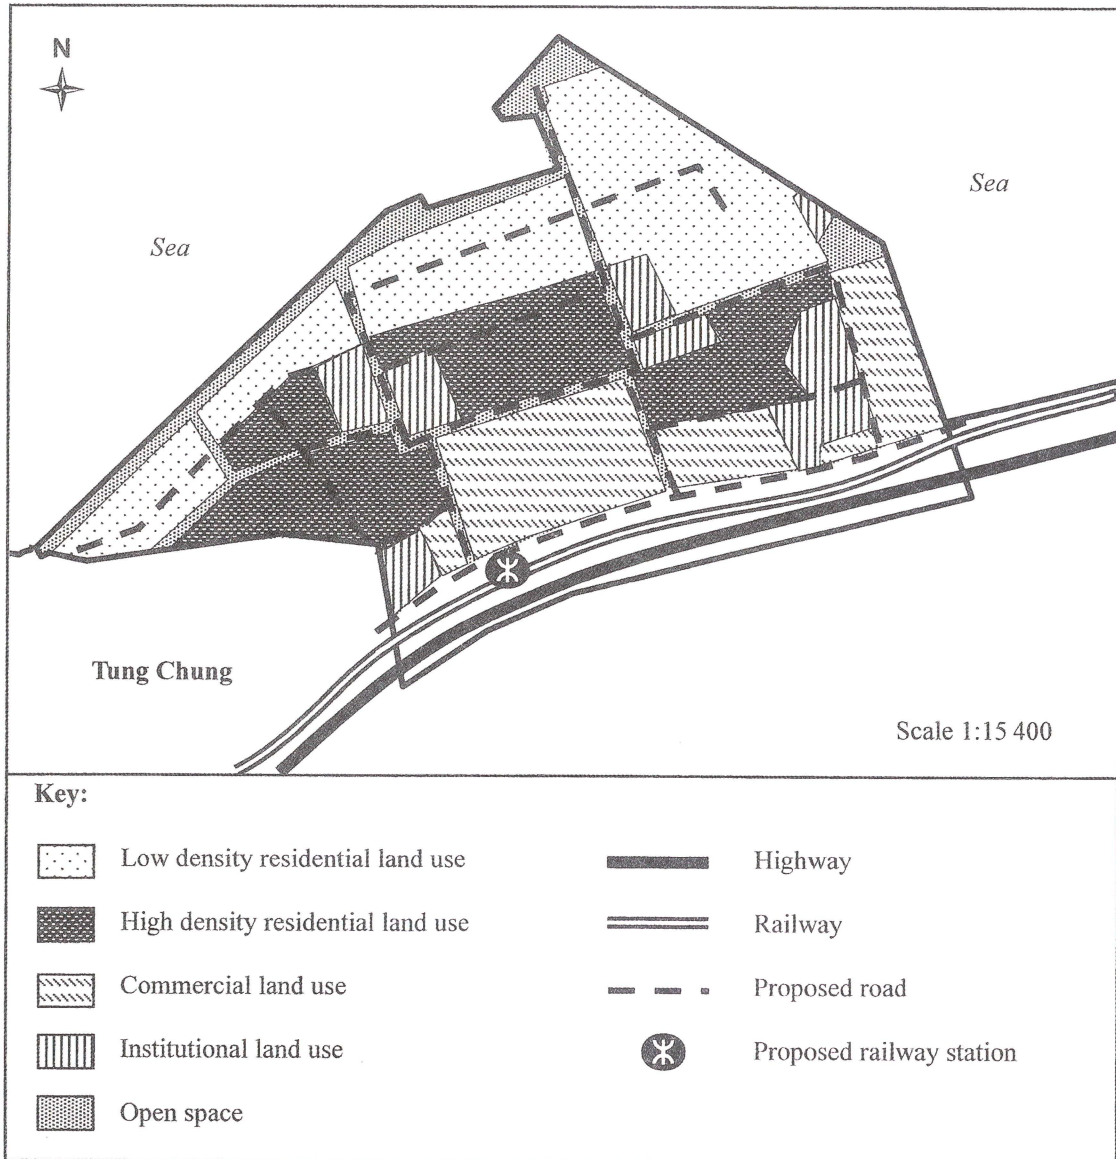 N
Sea
Sea
Tung Chung
Scale 1:15 400
Key:
Low density residential land use
Highway
High density residential land use
Railway
Commercial land use
Proposed road
Institutional land use
Proposed railway station
Open space